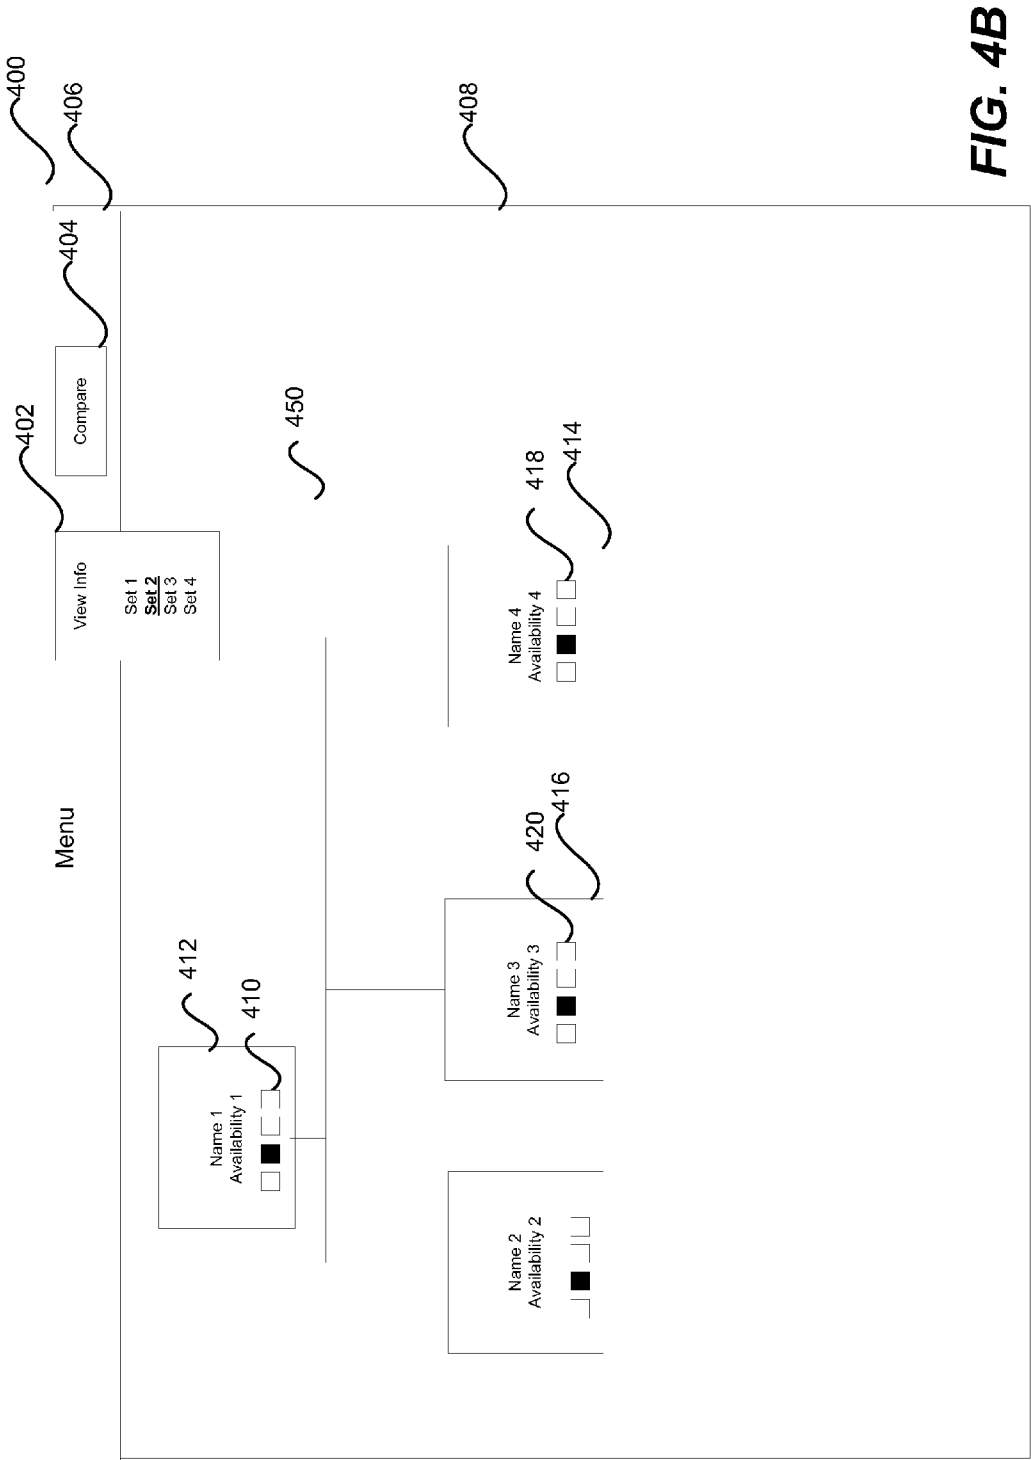 400
406
404
402
408
Menu
View Info
Compare
Set 1
Set 2
Set 3
Set 4
412
410
Name 1
Availability 1
450
420
416
418
414
Name 2
Availability 2
Name 3
Availability 3
Name 4
Availability 4
FIG. 4B